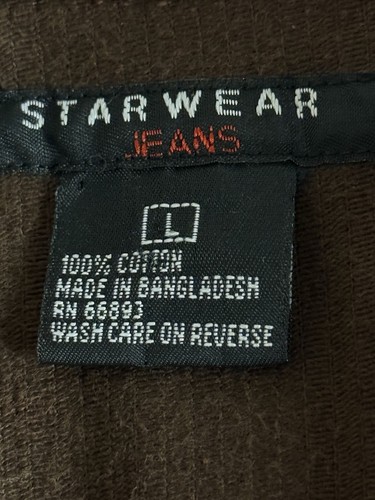 STARWEAR
JEANS
L
100% COTTON
MADE IN BANGLADESH
RN 66893
WASH CARE ON REVERSE